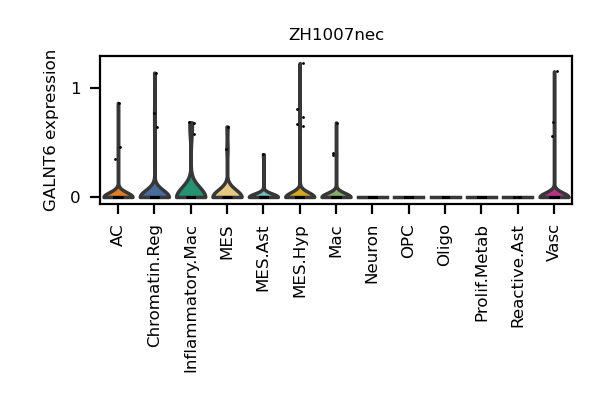 ZH1007nec
GALNT6 expression
1
0
AC
Chromatin.Reg
Inflammatory.Mac
MES
MES.Ast
MES.Hyp
Mac
Neuron
OPC
Oligo
Prolif.Metab
Reactive.Ast
Vasc